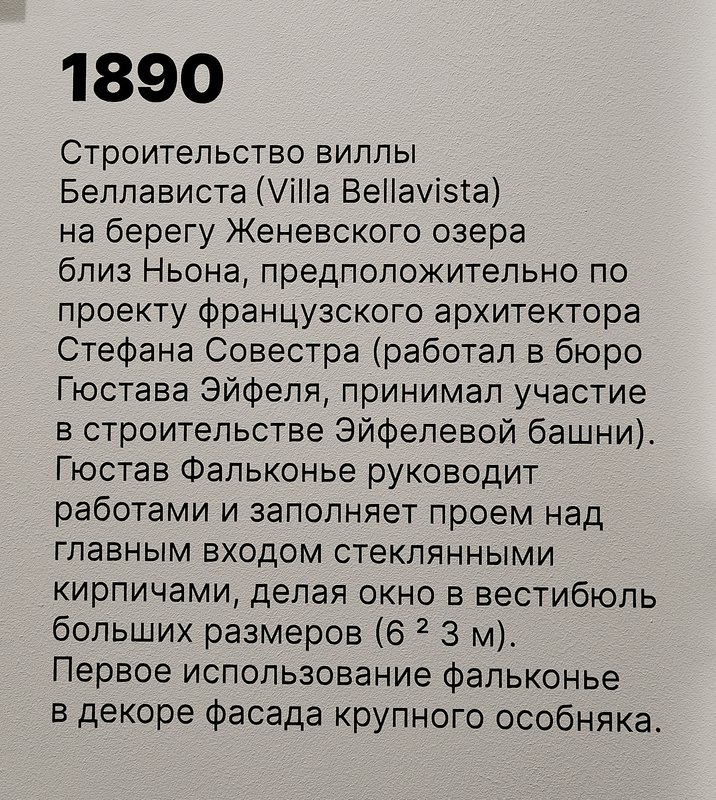 1890
Строительство виллы
Беллависта (Villa Bellavista)
на берегу Женевского озера
близ Ньона, предположительно по
проекту французского архитектора
Стефана Совестра (работал в бюро
Гюстава Эйфеля, принимал участие
в строительстве Эйфелевой башни).
Гюстав Фальконье руководит
работами и заполняет проем над
главным входом стеклянными
кирпичами, делая окно в вестибюль
больших размеров (6 ² 3 м).
Первое использование фальконье
в декоре фасада крупного особняка.